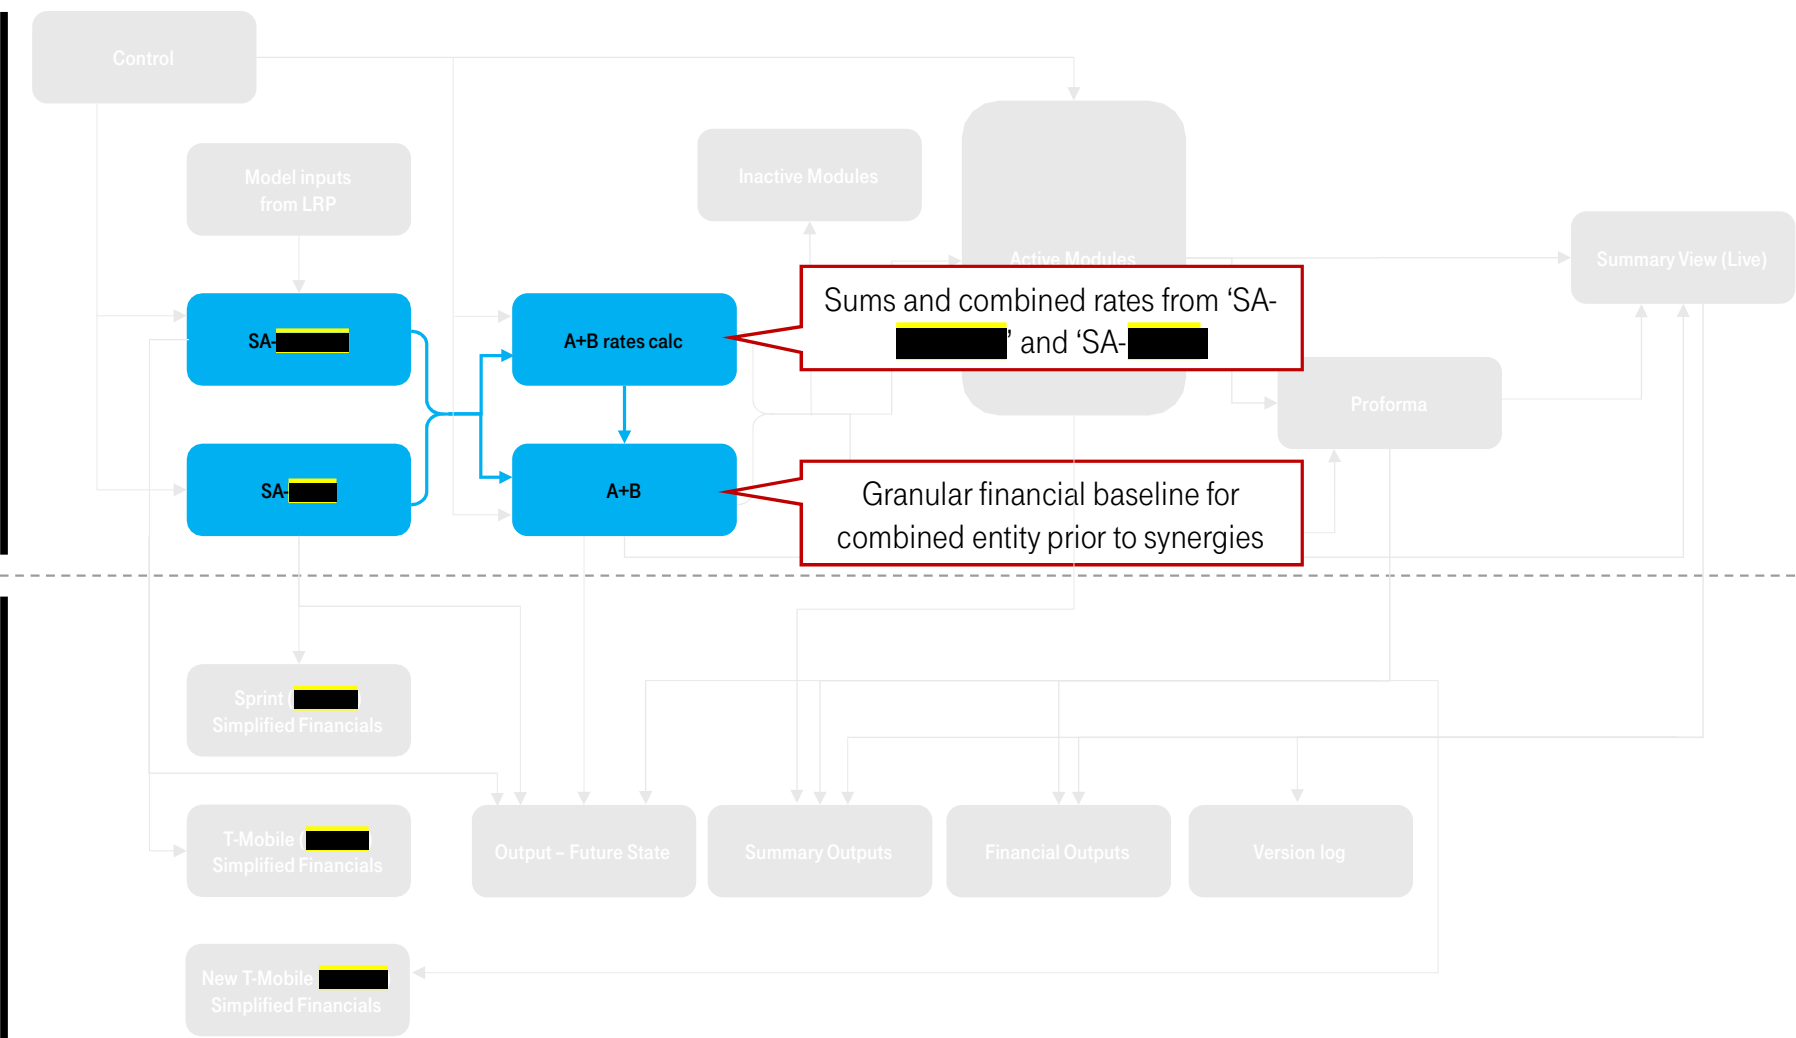 Control
Model inputs
from LRP
Inactive Modules
Active Modules
Summary View (Live)
SA-
A+B rates calc
Sums and combined rates from ‘SA-
’ and ‘SA-
Proforma
SA-
A+B
Granular financial baseline for
combined entity prior to synergies
Sprint (
Simplified Financials
T-Mobile (
Simplified Financials
Output – Future State
Summary Outputs
Financial Outputs
Version log
New T-Mobile
Simplified Financials